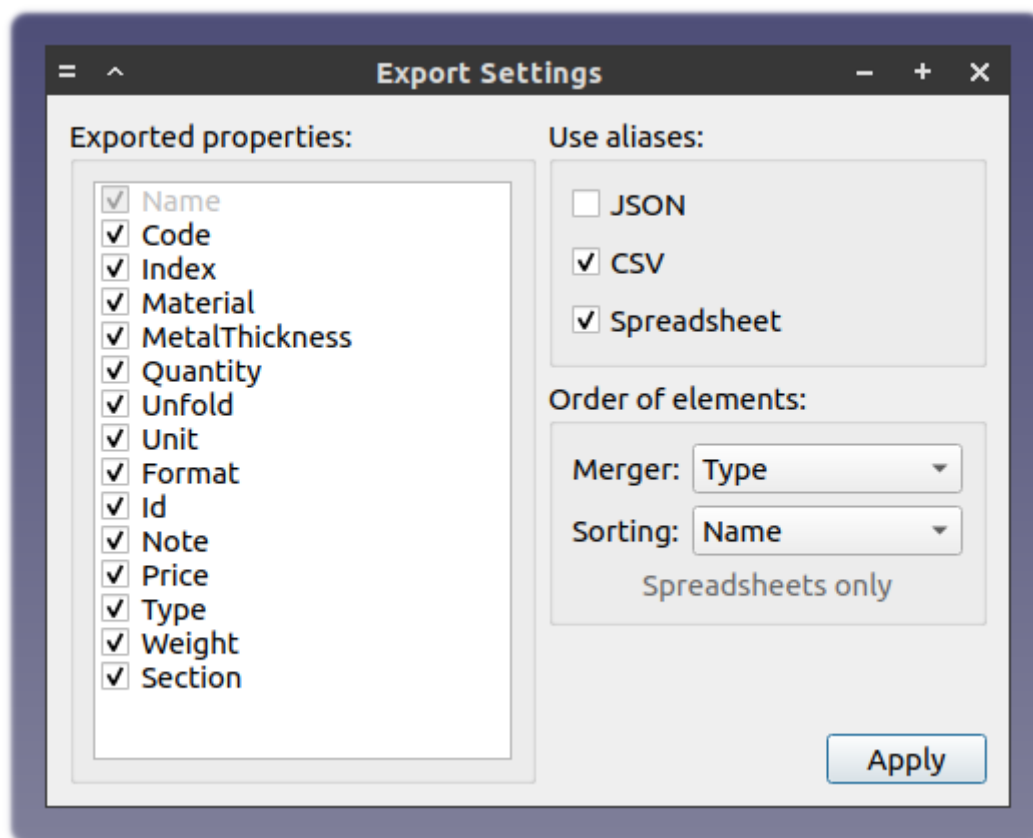 Export Settings
Exported properties:
Name
Code
Index
Material
MetalThickness
Quantity
Unfold
Unit
Format
Id
Note
Price
Type
Weight
Section
Use aliases:
JSON
CSV
Spreadsheet
Order of elements:
Merger: Type
Sorting: Name
Spreadsheets only
Apply